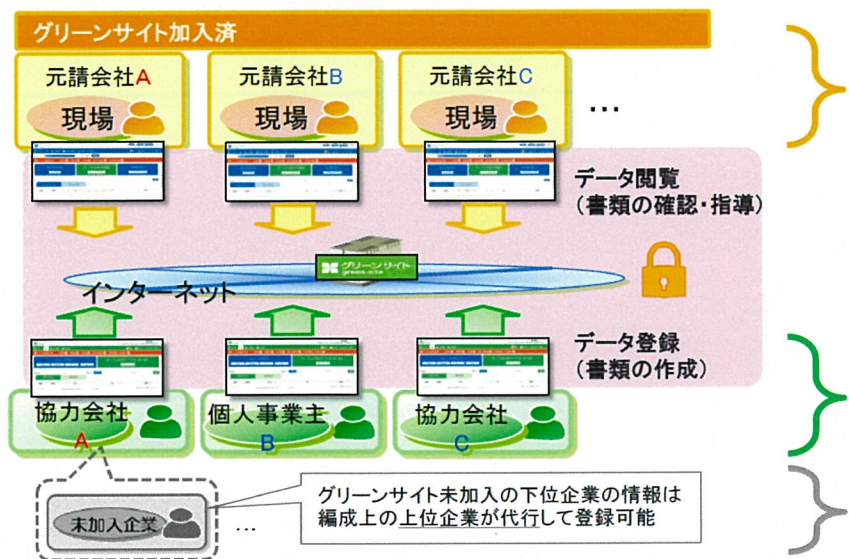 グリーンサイト加入済
元請会社A
現場
元請会社B
現場
元請会社C
現場
…
データ閲覧
(書類の確認・指導)
グリーンサイト
green-site
インターネット
データ登録
(書類の作成)
協力会社
A
個人事業主
B
協力会社
C
未加入企業
…
グリーンサイト未加入の下位企業の情報は
編成上の上位企業が代行して登録可能